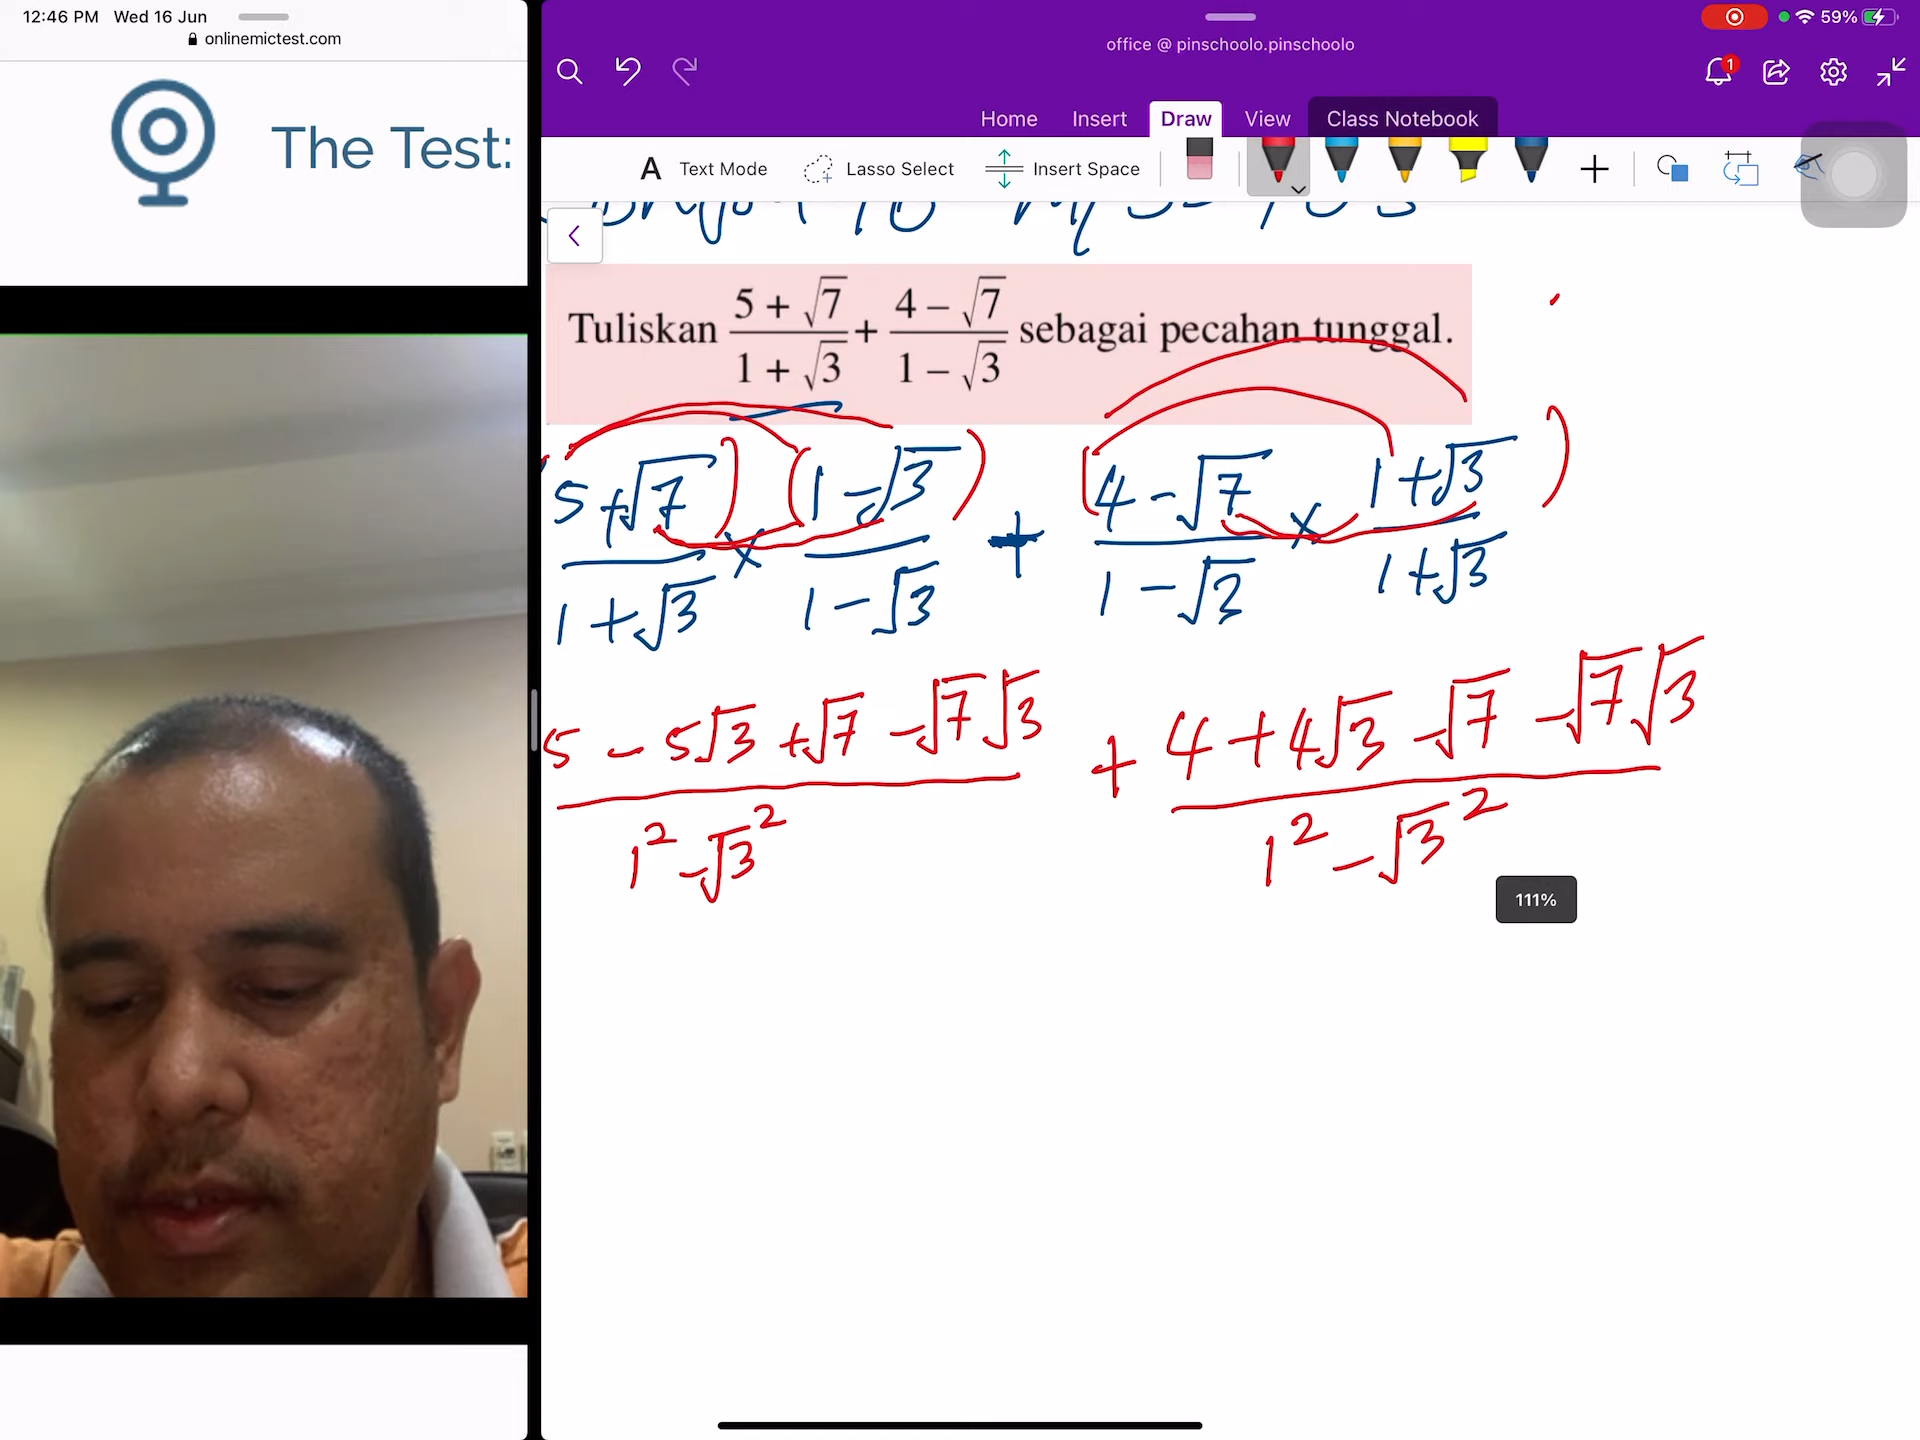 12:46 PM Wed 16 Jun
onlinemictest.com
The Test:
59%
office @ pinschoolo.pinschoolo
1
Home Insert Draw View Class Notebook
A Text Mode Lasso Select Insert Space
Tuliskan (5 + √7)/(1 + √3) + (4 – √7)/(1 – √3) sebagai pecahan tunggal.
(5 + √7)/(1 + √3) × (1 – √3)/(1 – √3) + (4 – √7)/(1 – √3) × (1 + √3)/(1 + √3)
(5 – 5√3 + √7 – √7√3)/(1² – √3²) + (4 + 4√3 – √7 – √7√3)/(1² – √3²)
111%